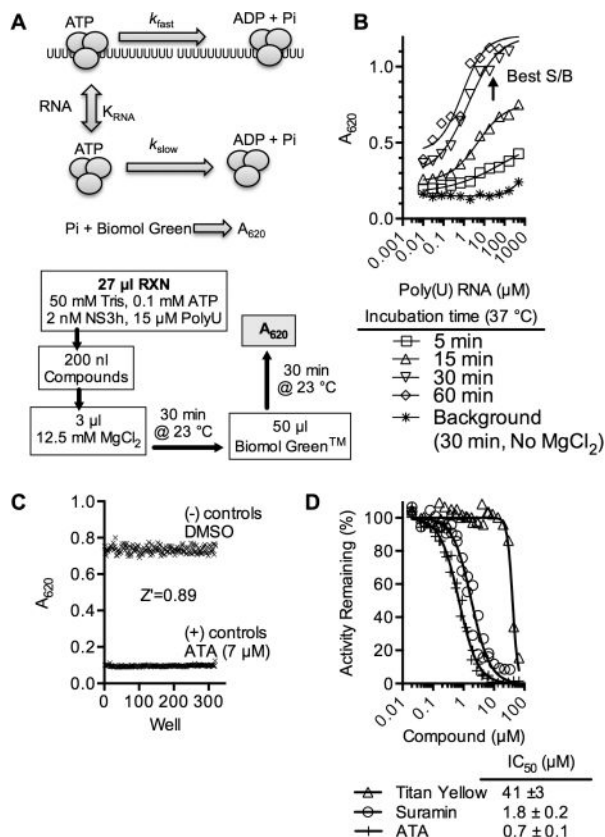 A
ATP
k_fast
ADP + Pi
UUUUUUUUUUUUUUUUUUUUUUUUUUUUU
RNA
K_RNA
ATP
k_slow
ADP + Pi
Pi + Biomol Green
A620
27 µl RXN
50 mM Tris, 0.1 mM ATP
2 nM NS3h, 15 µM PolyU
200 nl
Compounds
3 µl
12.5 mM MgCl2
30 min
@ 23 °C
50 µl
Biomol Green™
30 min
@ 23 °C
A620
B
A620
1.0
0.5
0.0
Best S/B
0.001
0.01
0.1
1
10
100
1000
Poly(U) RNA (µM)
Incubation time (37 °C)
5 min
15 min
30 min
60 min
Background
(30 min, No MgCl2)
C
A620
1.0
0.8
0.6
0.4
0.2
0.0
(-) controls
DMSO
Z'=0.89
(+) controls
ATA (7 µM)
0 100 200 300
Well
D
Activity Remaining (%)
100
80
60
40
20
0
0.01
0.1
1
10
100
Compound (µM)
IC50 (µM)
Titan Yellow 41 ±3
Suramin 1.8 ± 0.2
ATA 0.7 ± 0.1